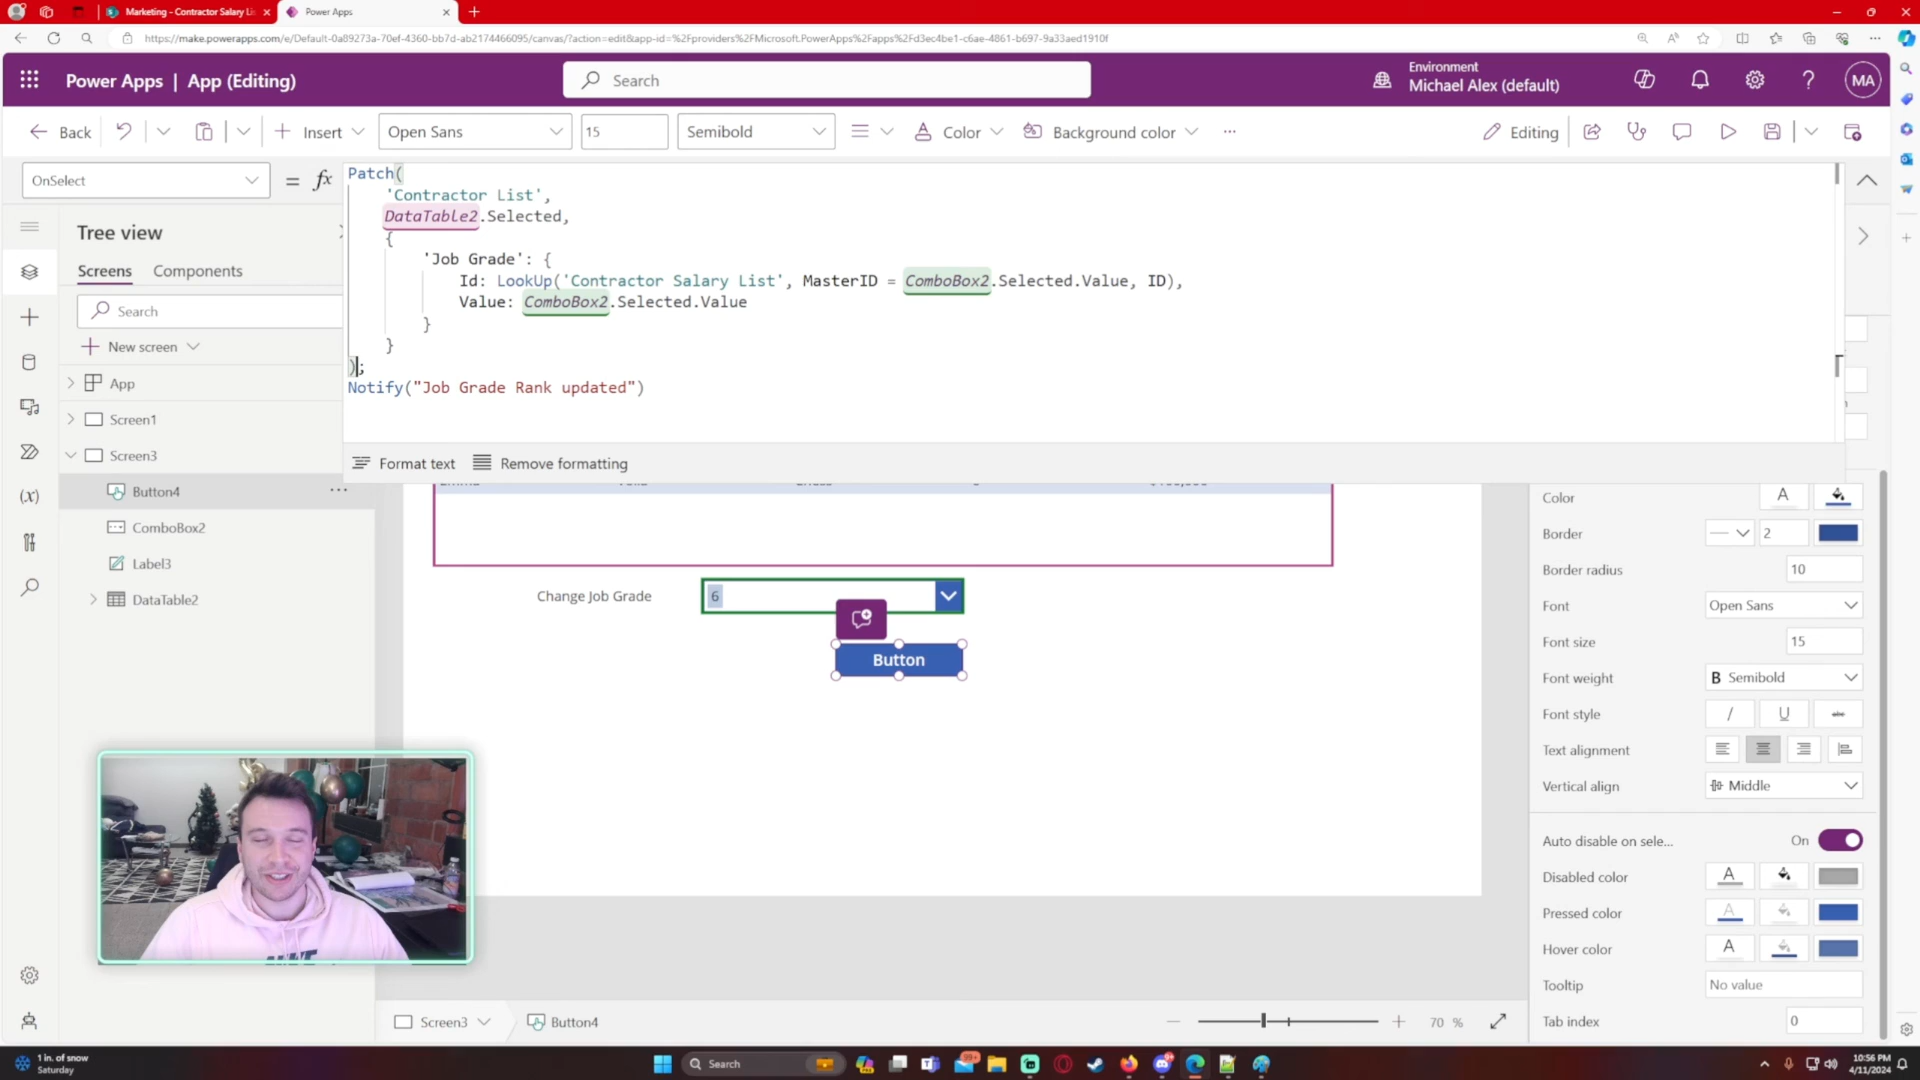 Marketing - Contractor Salary Li
Power Apps
https://make.powerapps.com/e/Default-0a89273a-70ef-4360-bb7d-ab2174466095/canvas/?action=edit&app-id=%2Fproviders%2FMicrosoft.PowerApps%2Fapps%2Fd3ec4be1-c6ae-4861-b697-9a33aed1910f
Power Apps | App (Editing)
Search
Environment
Michael Alex (default)
MA
Back
Insert
Open Sans
15
Semibold
Color
Background color
Editing
OnSelect
= fx
Patch(
'Contractor List',
DataTable2.Selected,
{
'Job Grade': {
Id: LookUp('Contractor Salary List', MasterID = ComboBox2.Selected.Value, ID),
Value: ComboBox2.Selected.Value
}
}
);
Notify("Job Grade Rank updated")
Format text
Remove formatting
Tree view
Screens
Components
Search
New screen
App
Screen1
Screen3
Button4
ComboBox2
Label3
DataTable2
Change Job Grade
6
Button
Color
Border
2
Border radius
10
Font
Open Sans
Font size
15
Font weight
B Semibold
Font style
Text alignment
Vertical align
Middle
Auto disable on sele...
On
Disabled color
Pressed color
Hover color
Tooltip
No value
Tab index
0
Screen3
Button4
70 %
1 in. of snow
Saturday
Search
99+
10:56 PM
4/11/2024